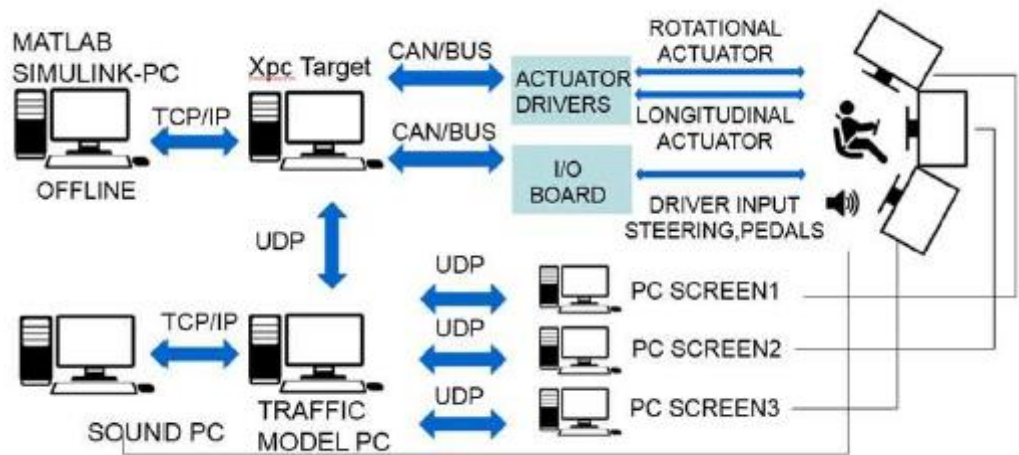 MATLAB
SIMULINK-PC
TCP/IP
OFFLINE
Xpc Target
CAN/BUS
CAN/BUS
ACTUATOR
DRIVERS
I/O
BOARD
ROTATIONAL
ACTUATOR
LONGITUDINAL
ACTUATOR
DRIVER INPUT
STEERING,PEDALS
UDP
TCP/IP
SOUND PC
TRAFFIC
MODEL PC
UDP
PC SCREEN1
UDP
PC SCREEN2
UDP
PC SCREEN3